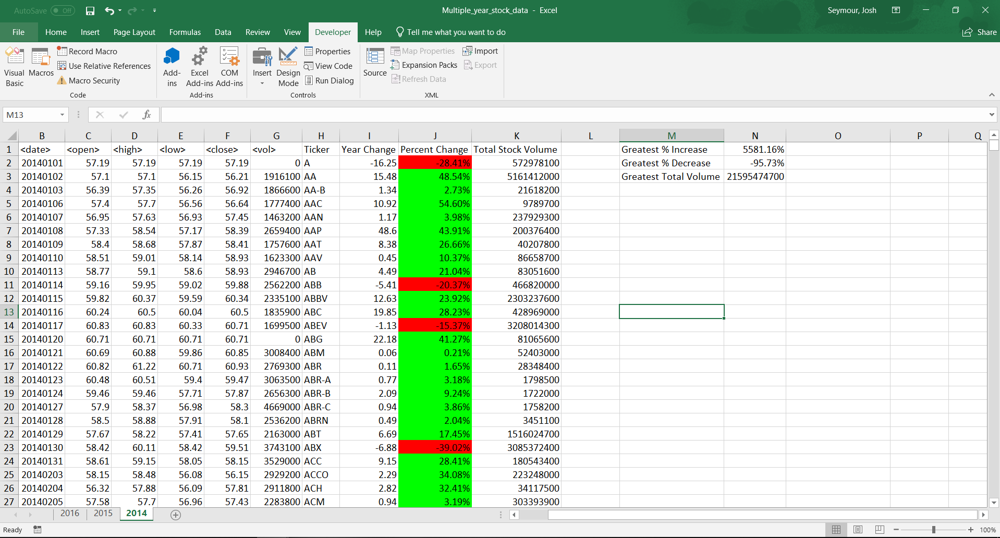 AutoSave Off Multiple_year_stock_data - Excel Seymour, Josh
File Home Insert Page Layout Formulas Data Review View Developer Help Tell me what you want to do Share
Visual Basic
Macros
Record Macro
Use Relative References
Macro Security
Code
Add-ins
Excel Add-ins
COM Add-ins
Add-ins
Insert
Design Mode
Properties
View Code
Run Dialog
Controls
Source
Map Properties
Expansion Packs
Refresh Data
Import
Export
XML
M13 fx
B C D E F G H I J K L M N O P Q
1 <date> <open> <high> <low> <close> <vol> Ticker Year Change Percent Change Total Stock Volume Greatest % Increase 5581.16%
2 20140101 57.19 57.19 57.19 57.19 0 A -16.25 -28.41% 572978100 Greatest % Decrease -95.73%
3 20140102 57.1 57.1 56.15 56.21 1916100 AA 15.48 48.54% 5161412000 Greatest Total Volume 21595474700
4 20140103 56.39 57.35 56.26 56.92 1866600 AA-B 1.34 2.73% 21618200
5 20140106 57.4 57.7 56.56 56.64 1777400 AAC 10.92 54.60% 9789700
6 20140107 56.95 57.63 56.93 57.45 1463200 AAN 1.17 3.98% 237929300
7 20140108 57.33 58.54 57.17 58.39 2659400 AAP 48.6 43.91% 200376400
8 20140109 58.4 58.68 57.87 58.41 1757600 AAT 8.38 26.66% 40207800
9 20140110 58.51 59.01 58.14 58.93 1623300 AAV 0.45 10.37% 86658700
10 20140113 58.77 59.1 58.6 58.93 2946700 AB 4.49 21.04% 83051600
11 20140114 59.16 59.95 59.02 59.88 2562200 ABB -5.41 -20.37% 466820000
12 20140115 59.82 60.37 59.59 60.34 2335100 ABBV 12.63 23.92% 2303237600
13 20140116 60.24 60.5 60.04 60.5 1835900 ABC 19.85 28.23% 428969000
14 20140117 60.83 60.83 60.33 60.71 1699500 ABEV -1.13 -15.37% 3208014300
15 20140120 60.71 60.71 60.71 60.71 0 ABG 22.18 41.27% 81065600
16 20140121 60.69 60.88 59.86 60.85 3008400 ABM 0.06 0.21% 52403000
17 20140122 60.82 61.22 60.71 60.93 2769300 ABR 0.11 1.65% 28348400
18 20140123 60.48 60.51 59.4 59.47 3063500 ABR-A 0.77 3.18% 1798500
19 20140124 59.46 59.46 57.71 57.87 2656300 ABR-B 2.09 9.24% 1722000
20 20140127 57.9 58.37 56.98 58.3 4669000 ABR-C 0.94 3.86% 1758200
21 20140128 58.5 58.88 57.91 58.1 2536200 ABRN 0.49 2.04% 3451100
22 20140129 57.67 58.22 57.41 57.65 2163000 ABT 6.69 17.45% 1516024700
23 20140130 58.42 60.11 58.42 59.51 3743100 ABX -6.88 -39.02% 3085372400
24 20140131 58.61 59.15 58.05 58.15 3529000 ACC 9.15 28.41% 180543400
25 20140203 58.15 58.48 56.08 56.15 2929200 ACCO 2.29 34.08% 223248000
26 20140204 56.32 57.88 56.09 57.81 2911800 ACH 2.82 32.41% 34117500
27 20140205 57.58 57.7 56.96 57.43 2283800 ACM 0.94 3.19% 303393900
2016 2015 2014
Ready 100%